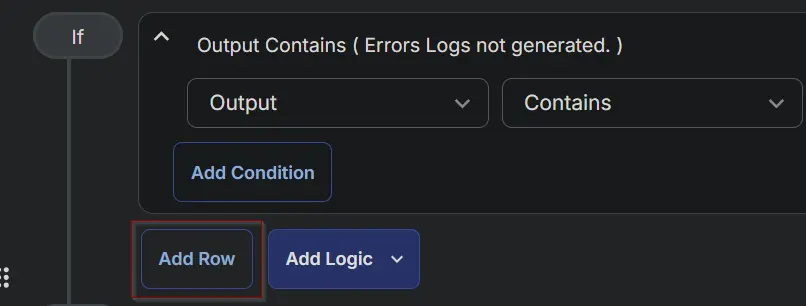 If
Output Contains ( Errors Logs not generated. )
Output
Contains
Add Condition
Add Row
Add Logic